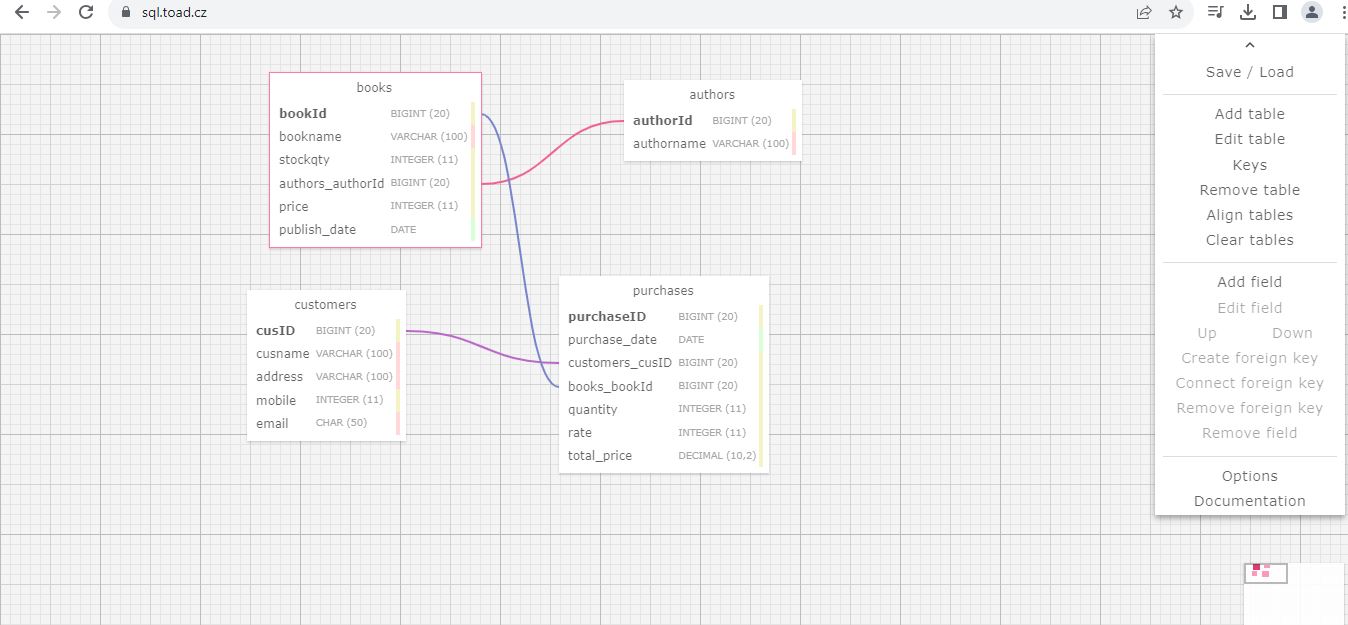 sql.toad.cz
books
bookId BIGINT (20)
bookname VARCHAR (100)
stockqty INTEGER (11)
authors_authorId BIGINT (20)
price INTEGER (11)
publish_date DATE
authors
authorId BIGINT (20)
authorname VARCHAR (100)
customers
cusID BIGINT (20)
cusname VARCHAR (100)
address VARCHAR (100)
mobile INTEGER (11)
email CHAR (50)
purchases
purchaseID BIGINT (20)
purchase_date DATE
customers_cusID BIGINT (20)
books_bookId BIGINT (20)
quantity INTEGER (11)
rate INTEGER (11)
total_price DECIMAL (10,2)
Save / Load
Add table
Edit table
Keys
Remove table
Align tables
Clear tables
Add field
Edit field
Up Down
Create foreign key
Connect foreign key
Remove foreign key
Remove field
Options
Documentation